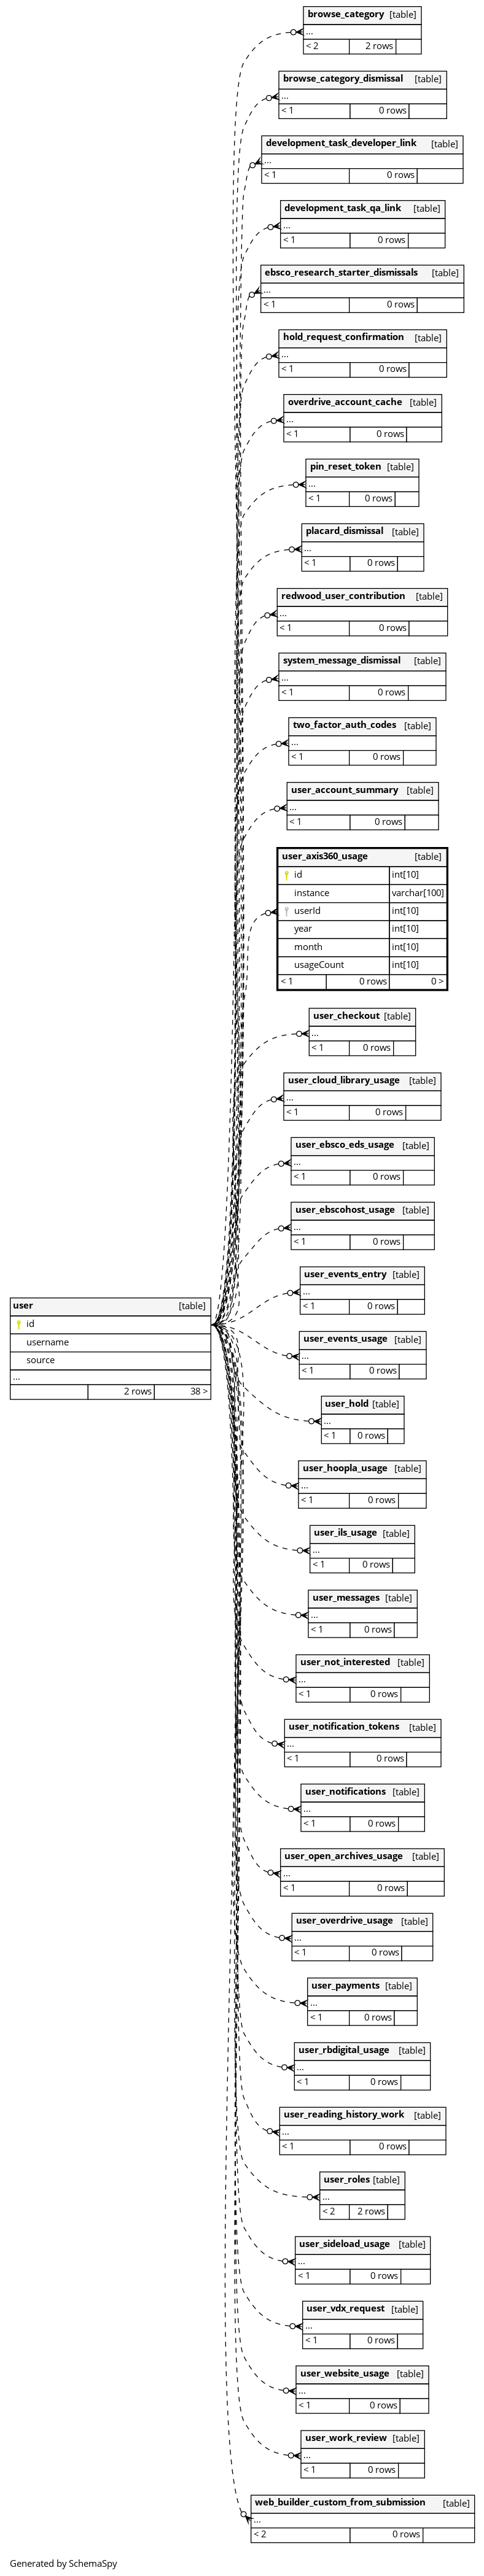 browse_category [table]
...
< 2 2 rows
browse_category_dismissal [table]
...
< 1 0 rows
development_task_developer_link [table]
...
< 1 0 rows
development_task_qa_link [table]
...
< 1 0 rows
ebsco_research_starter_dismissals [table]
...
< 1 0 rows
hold_request_confirmation [table]
...
< 1 0 rows
overdrive_account_cache [table]
...
< 1 0 rows
pin_reset_token [table]
...
< 1 0 rows
placard_dismissal [table]
...
< 1 0 rows
redwood_user_contribution [table]
...
< 1 0 rows
system_message_dismissal [table]
...
< 1 0 rows
two_factor_auth_codes [table]
...
< 1 0 rows
user_account_summary [table]
...
< 1 0 rows
user_axis360_usage [table]
id int[10]
instance varchar[100]
userId int[10]
year int[10]
month int[10]
usageCount int[10]
< 1 0 rows 0 >
user_checkout [table]
...
< 1 0 rows
user_cloud_library_usage [table]
...
< 1 0 rows
user_ebsco_eds_usage [table]
...
< 1 0 rows
user_ebscohost_usage [table]
...
< 1 0 rows
user_events_entry [table]
...
< 1 0 rows
user [table]
id
username
source
...
2 rows 38 >
user_events_usage [table]
...
< 1 0 rows
user_hold [table]
...
< 1 0 rows
user_hoopla_usage [table]
...
< 1 0 rows
user_ils_usage [table]
...
< 1 0 rows
user_messages [table]
...
< 1 0 rows
user_not_interested [table]
...
< 1 0 rows
user_notification_tokens [table]
...
< 1 0 rows
user_notifications [table]
...
< 1 0 rows
user_open_archives_usage [table]
...
< 1 0 rows
user_overdrive_usage [table]
...
< 1 0 rows
user_payments [table]
...
< 1 0 rows
user_rbdigital_usage [table]
...
< 1 0 rows
user_reading_history_work [table]
...
< 1 0 rows
user_roles [table]
...
< 2 2 rows
user_sideload_usage [table]
...
< 1 0 rows
user_vdx_request [table]
...
< 1 0 rows
user_website_usage [table]
...
< 1 0 rows
user_work_review [table]
...
< 1 0 rows
web_builder_custom_from_submission [table]
...
< 2 0 rows
Generated by SchemaSpy